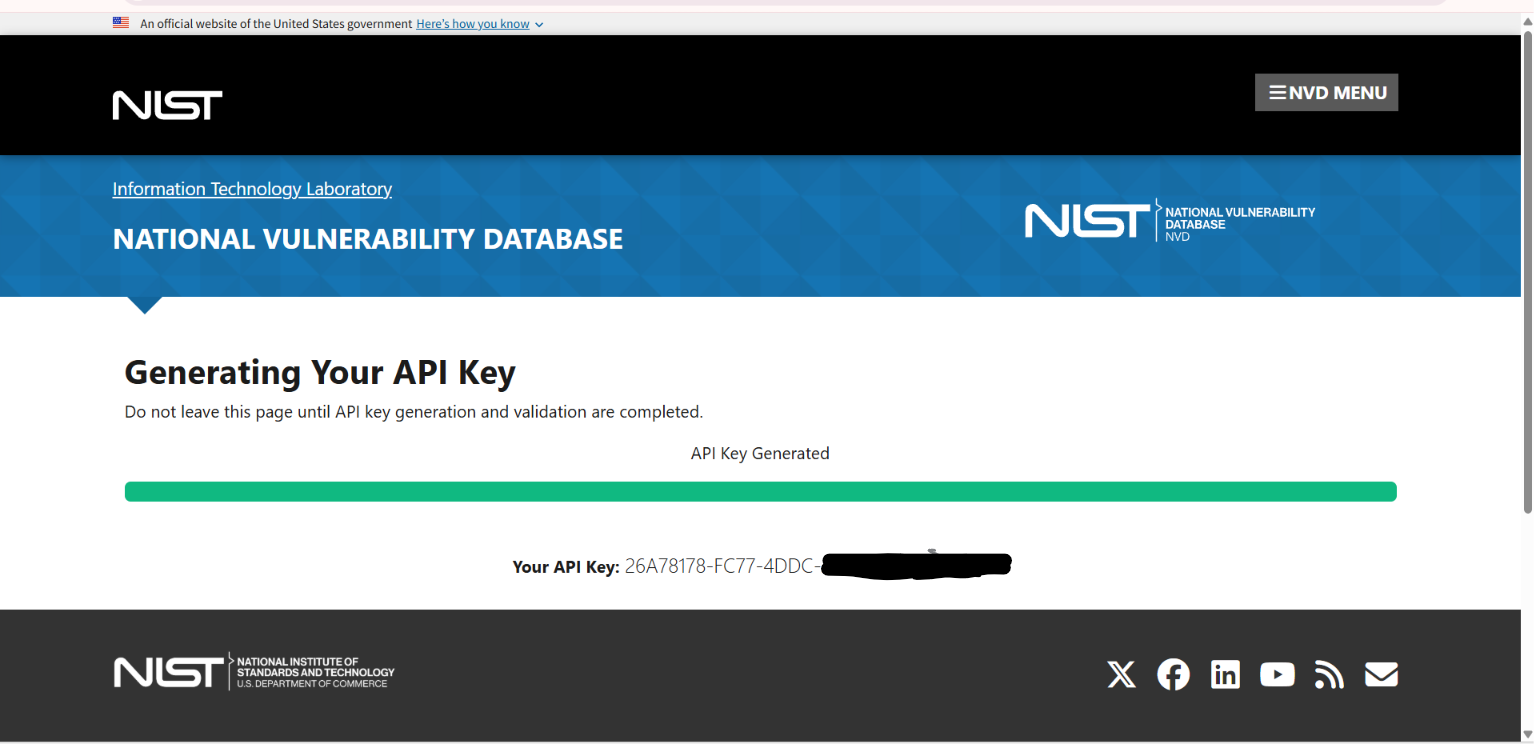 An official website of the United States government Here's how you know
NIST
NVD MENU
Information Technology Laboratory
NATIONAL VULNERABILITY DATABASE
NIST
NATIONAL VULNERABILITY
DATABASE
NVD
Generating Your API Key
Do not leave this page until API key generation and validation are completed.
API Key Generated
Your API Key: 26A78178-FC77-4DDC-
NIST
NATIONAL INSTITUTE OF
STANDARDS AND TECHNOLOGY
U.S. DEPARTMENT OF COMMERCE